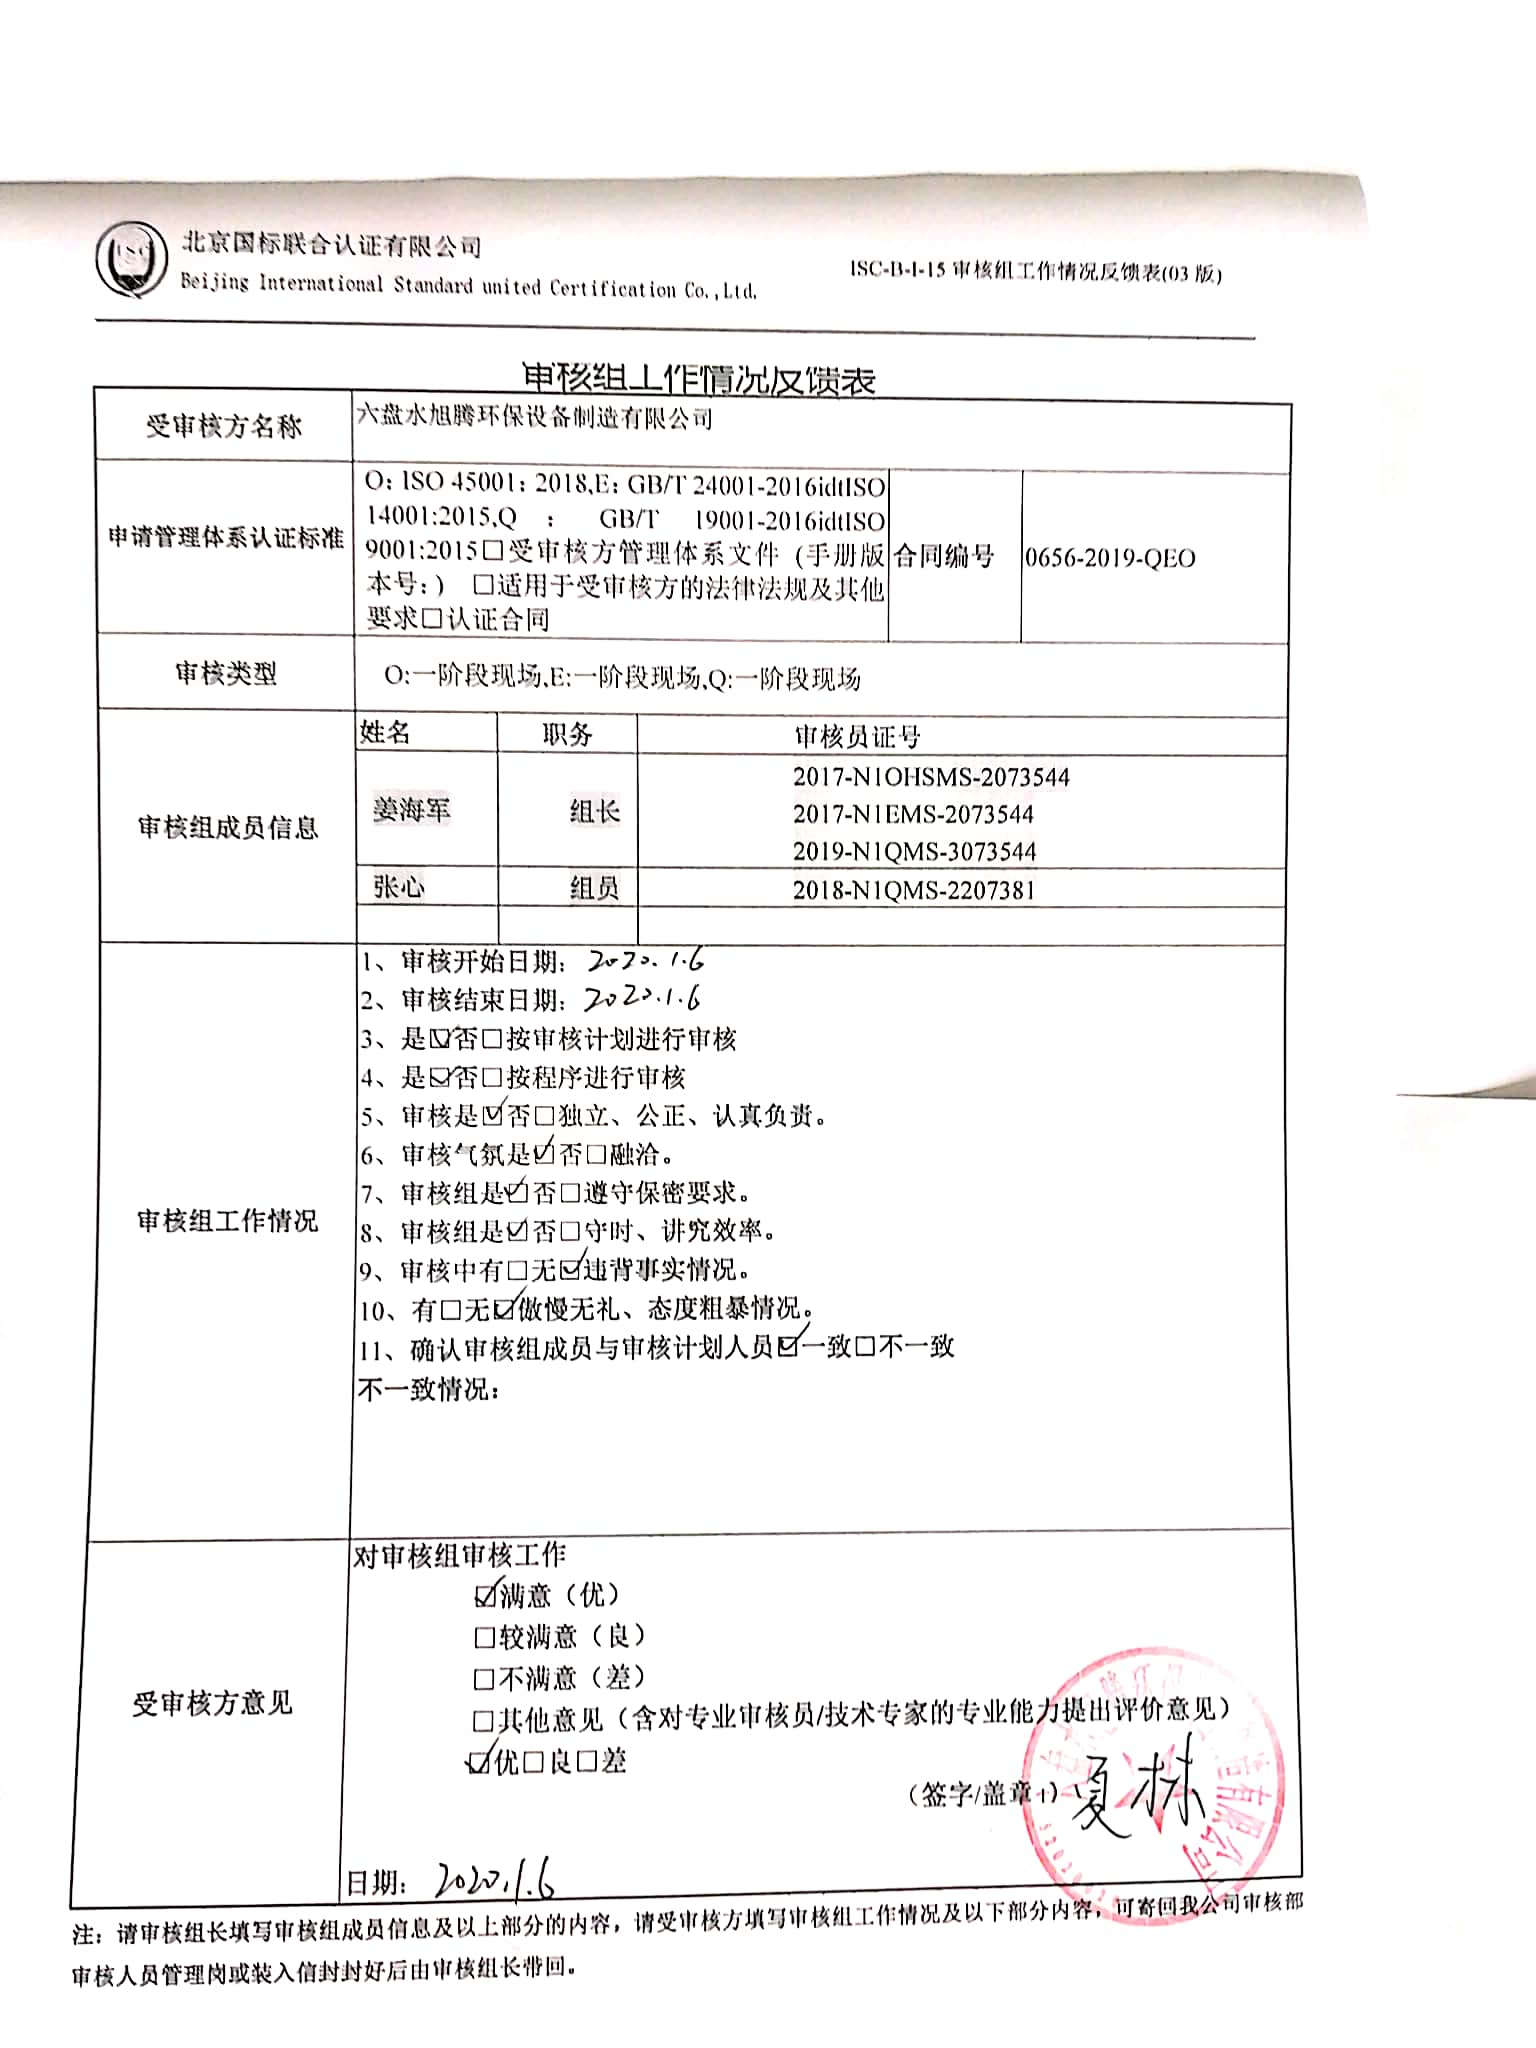 ISC
北京国标联合认证有限公司
Beijing International Standard united Certification Co.,Ltd.
ISC-B-I-15 审核组工作情况反馈表(03 版)
审核组工作情况反馈表
受审核方名称
六盘水旭腾环保设备制造有限公司
申请管理体系认证标准
O: ISO 45001: 2018,E: GB/T 24001-2016idtISO
14001:2015,Q : GB/T 19001-2016idtISO
9001:2015□受审核方管理体系文件 (手册版
本号: ) □适用于受审核方的法律法规及其他
要求□认证合同
合同编号
0656-2019-QEO
审核类型
O:一阶段现场,E:一阶段现场,Q:一阶段现场
审核组成员信息
姓名 职务 审核员证号
姜海军 组长
2017-N1OHSMS-2073544
2017-N1EMS-2073544
2019-N1QMS-3073544
张心 组员 2018-N1QMS-2207381
审核组工作情况
1、审核开始日期: 2020.1.6
2、审核结束日期: 2020.1.6
3、是☑否□按审核计划进行审核
4、是☑否□按程序进行审核
5、审核是☑否□独立、公正、认真负责。
6、审核气氛是☑否□融洽。
7、审核组是☑否□遵守保密要求。
8、审核组是☑否□守时、讲究效率。
9、审核中有□无☑违背事实情况。
10、有□无☑傲慢无礼、态度粗暴情况。
11、确认审核组成员与审核计划人员☑一致□不一致
不一致情况:
受审核方意见
对审核组审核工作
☑满意（优）
□较满意（良）
□不满意（差）
□其他意见（含对专业审核员/技术专家的专业能力提出评价意见）
☑优□良□差
（签字/盖章）
夏林
日期: 2020.1.6
注: 请审核组长填写审核组成员信息及以上部分的内容, 请受审核方填写审核组工作情况及以下部分内容, 可寄回我公司审核部
审核人员管理岗或装入信封封好后由审核组长带回。